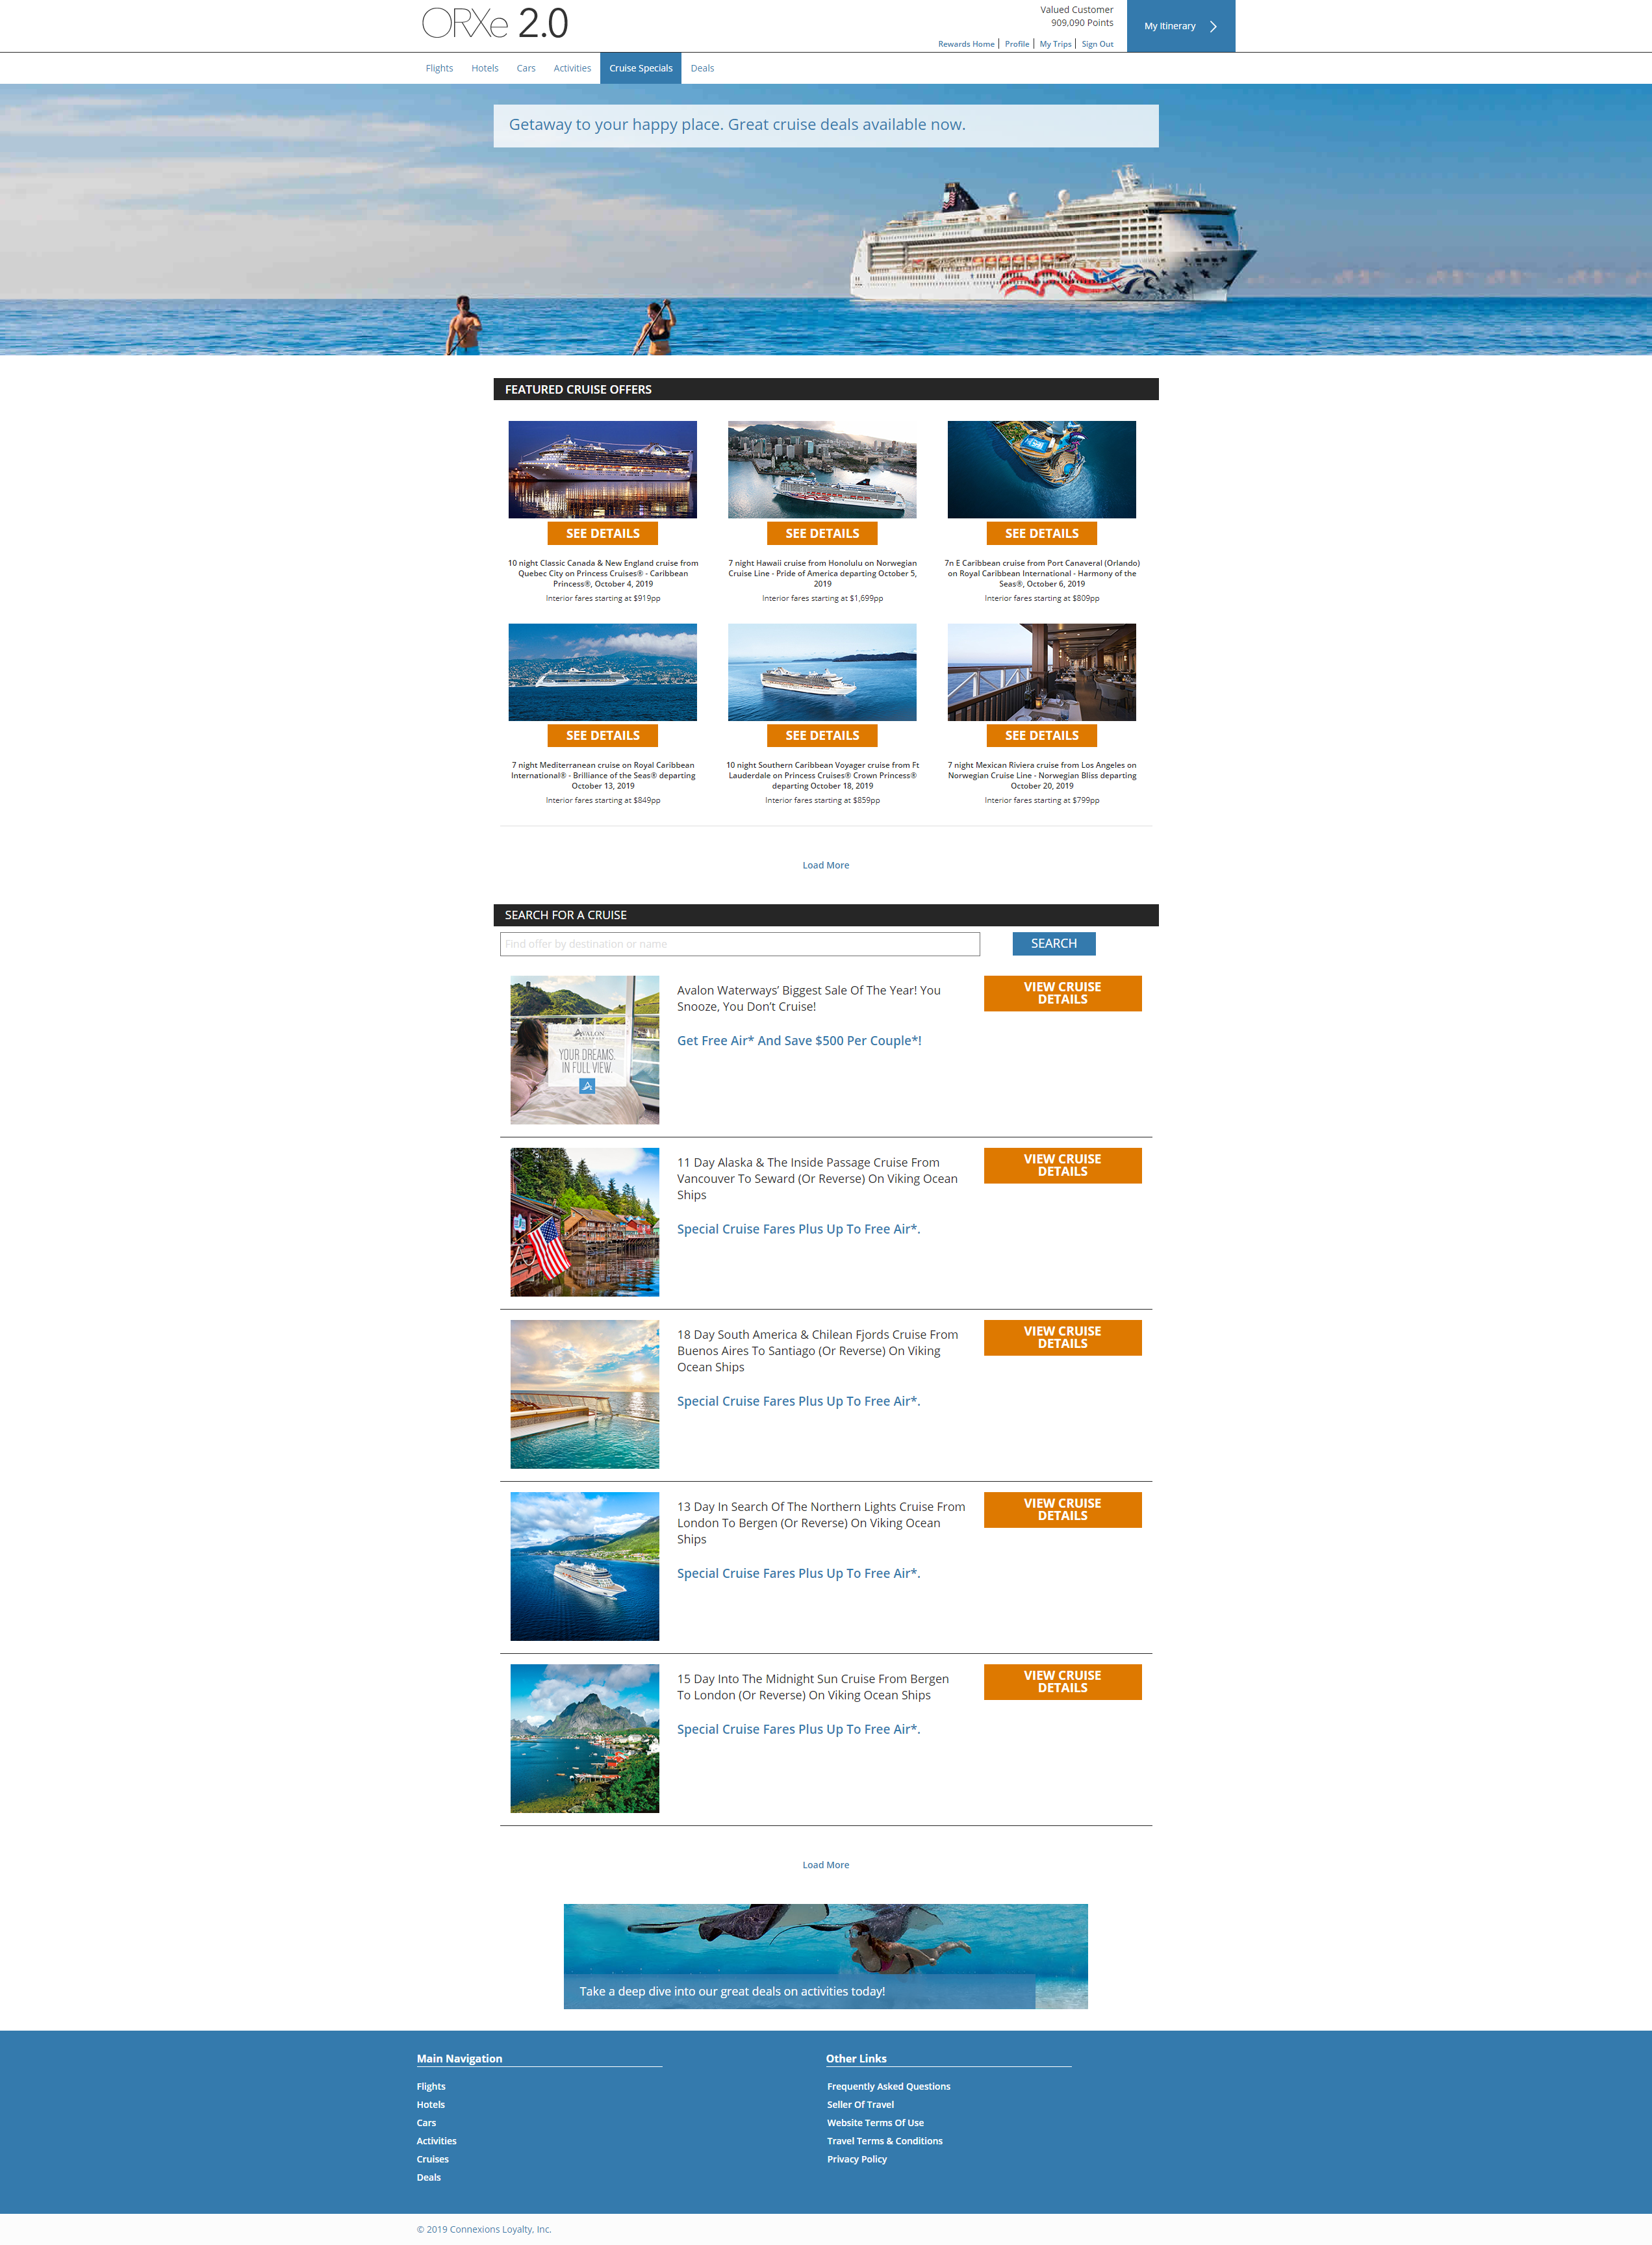 ORXe 2.0
Valued Customer
909,090 Points
Rewards Home | Profile | My Trips | Sign Out
My Itinerary
Flights Hotels Cars Activities Cruise Specials Deals
Getaway to your happy place. Great cruise deals available now.
FEATURED CRUISE OFFERS
SEE DETAILS
10 night Classic Canada & New England cruise from
Quebec City on Princess Cruises® - Caribbean
Princess®, October 4, 2019
Interior fares starting at $919pp
SEE DETAILS
7 night Hawaii cruise from Honolulu on Norwegian
Cruise Line - Pride of America departing October 5,
2019
Interior fares starting at $1,699pp
SEE DETAILS
7n E Caribbean cruise from Port Canaveral (Orlando)
on Royal Caribbean International - Harmony of the
Seas®, October 6, 2019
Interior fares starting at $809pp
SEE DETAILS
7 night Mediterranean cruise on Royal Caribbean
International® - Brilliance of the Seas® departing
October 13, 2019
Interior fares starting at $849pp
SEE DETAILS
10 night Southern Caribbean Voyager cruise from Ft
Lauderdale on Princess Cruises® Crown Princess®
departing October 18, 2019
Interior fares starting at $859pp
SEE DETAILS
7 night Mexican Riviera cruise from Los Angeles on
Norwegian Cruise Line - Norwegian Bliss departing
October 20, 2019
Interior fares starting at $799pp
Load More
SEARCH FOR A CRUISE
Find offer by destination or name
SEARCH
AVALON
WATERWAYS
YOUR DREAMS.
IN FULL VIEW.
Avalon Waterways’ Biggest Sale Of The Year! You
Snooze, You Don’t Cruise!
Get Free Air* And Save $500 Per Couple*!
VIEW CRUISE
DETAILS
11 Day Alaska & The Inside Passage Cruise From
Vancouver To Seward (Or Reverse) On Viking Ocean
Ships
Special Cruise Fares Plus Up To Free Air*.
VIEW CRUISE
DETAILS
18 Day South America & Chilean Fjords Cruise From
Buenos Aires To Santiago (Or Reverse) On Viking
Ocean Ships
Special Cruise Fares Plus Up To Free Air*.
VIEW CRUISE
DETAILS
13 Day In Search Of The Northern Lights Cruise From
London To Bergen (Or Reverse) On Viking Ocean
Ships
Special Cruise Fares Plus Up To Free Air*.
VIEW CRUISE
DETAILS
15 Day Into The Midnight Sun Cruise From Bergen
To London (Or Reverse) On Viking Ocean Ships
Special Cruise Fares Plus Up To Free Air*.
VIEW CRUISE
DETAILS
Load More
Take a deep dive into our great deals on activities today!
Main Navigation
Flights
Hotels
Cars
Activities
Cruises
Deals
Other Links
Frequently Asked Questions
Seller Of Travel
Website Terms Of Use
Travel Terms & Conditions
Privacy Policy
© 2019 Connexions Loyalty, Inc.